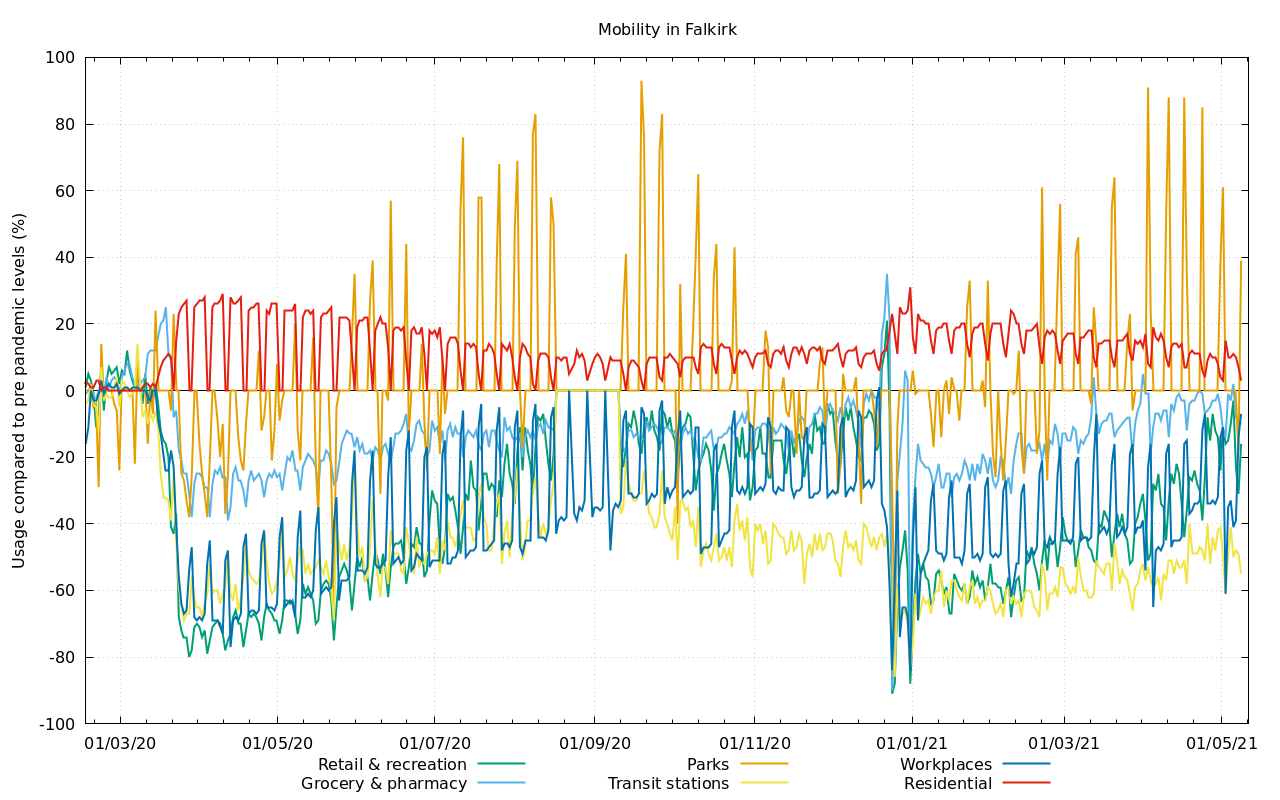 Mobility in Falkirk
Usage compared to pre pandemic levels (%)
100
80
60
40
20
0
-20
-40
-60
-80
-100
01/03/20 01/05/20 01/07/20 01/09/20 01/11/20 01/01/21 01/03/21 01/05/21
Retail & recreation Parks Workplaces
Grocery & pharmacy Transit stations Residential